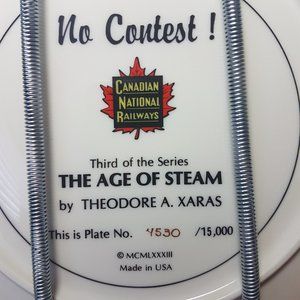 No Contest !
CANADIAN
NATIONAL
RAILWAYS
Third of the Series
THE AGE OF STEAM
by THEODORE A. XARAS
This is Plate No. 4530 /15,000
© MCMLXXXIII
Made in USA